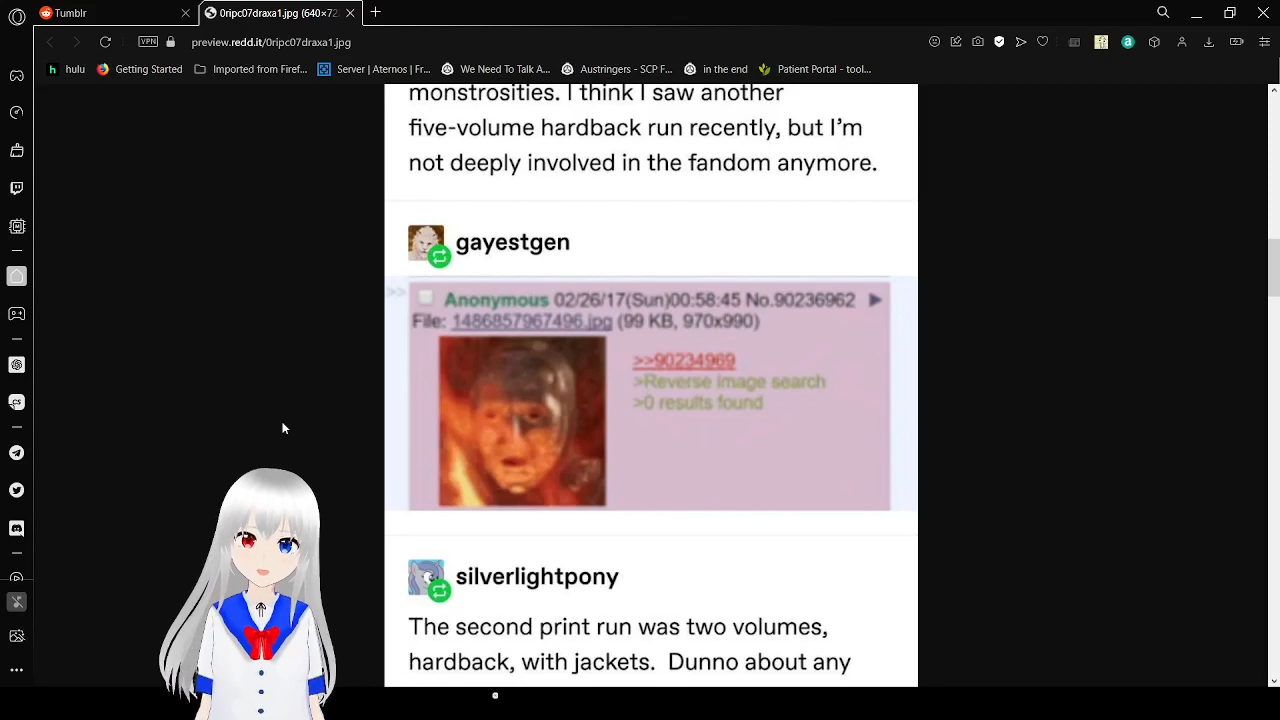 Tumblr
0ripc07draxa1.jpg (640×72
VPN
preview.redd.it/0ripc07draxa1.jpg
hulu
Getting Started
Imported from Firef...
Server | Aternos | Fr...
We Need To Talk A...
Austringers - SCP F...
in the end
Patient Portal - tool...
monstrosities. I think I saw another
five-volume hardback run recently, but I’m
not deeply involved in the fandom anymore.
gayestgen
>> Anonymous 02/26/17(Sun)00:58:45 No.90236962 ▶
File: 1486857967496.jpg (99 KB, 970x990)
>>90234969
>Reverse image search
>0 results found
silverlightpony
The second print run was two volumes,
hardback, with jackets. Dunno about any